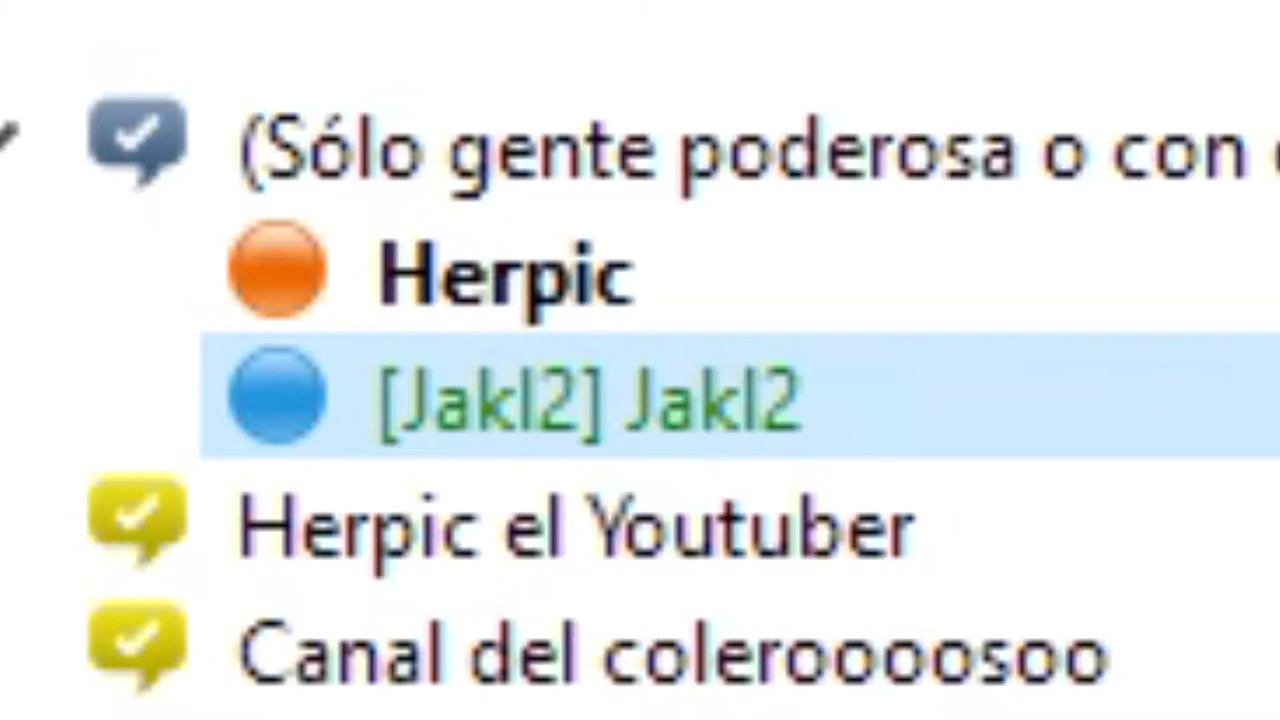 (Sólo gente poderosa o con
Herpic
[Jakl2] Jakl2
Herpic el Youtuber
Canal del coleroooosoo